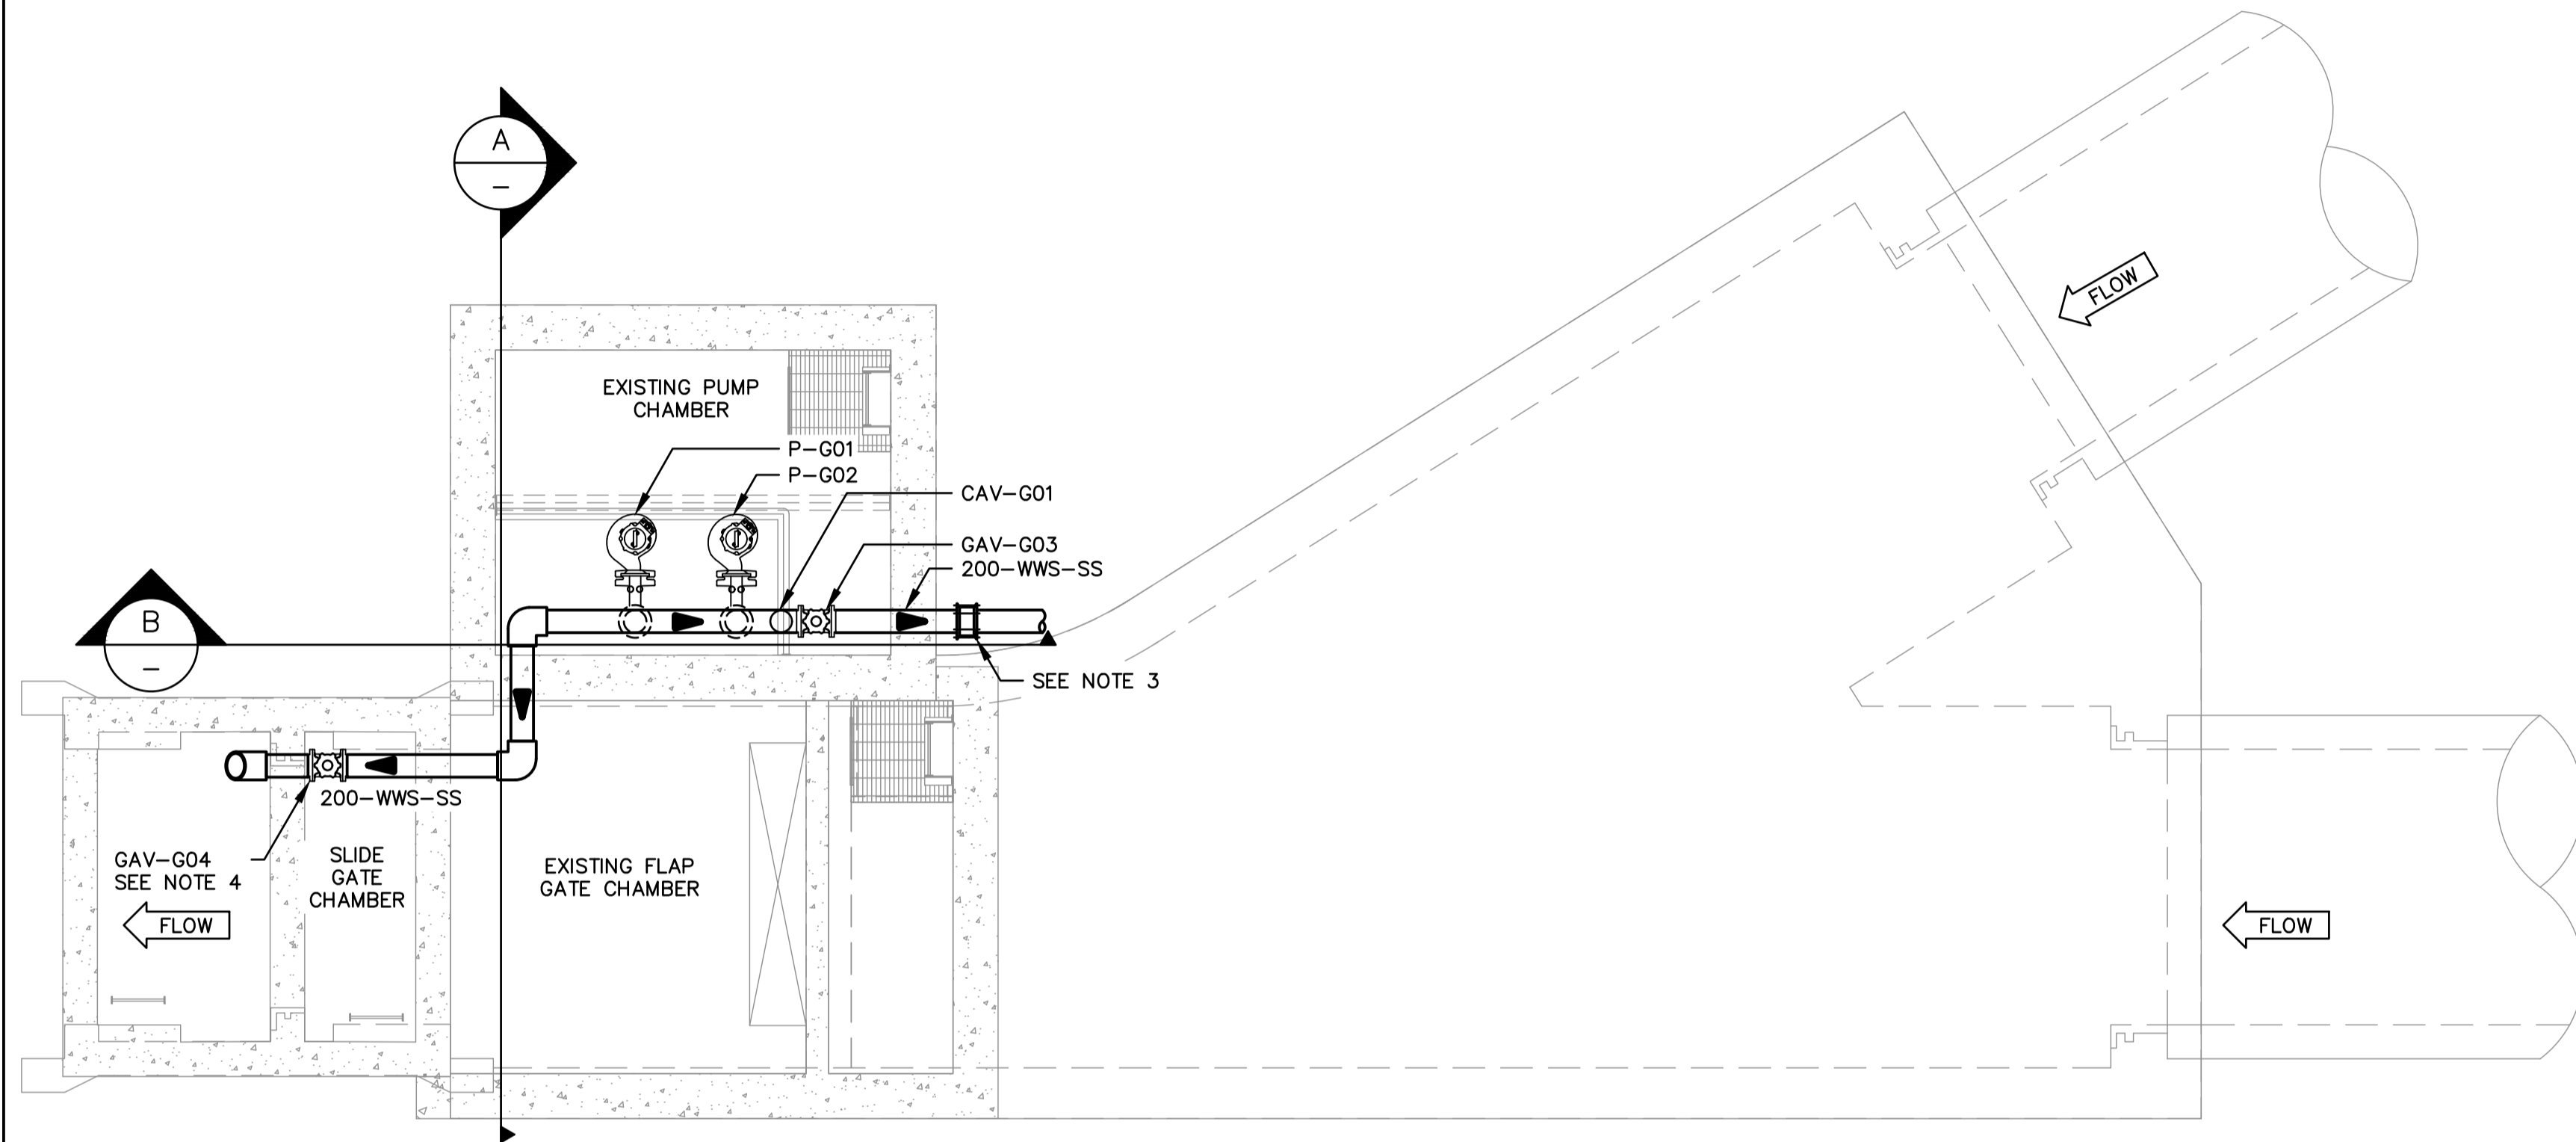 A
–
FLOW
EXISTING PUMP
CHAMBER
P-G01
P-G02
CAV-G01
GAV-G03
200-WWS-SS
B
–
SEE NOTE 3
200-WWS-SS
GAV-G04
SEE NOTE 4
SLIDE
GATE
CHAMBER
EXISTING FLAP
GATE CHAMBER
FLOW
FLOW